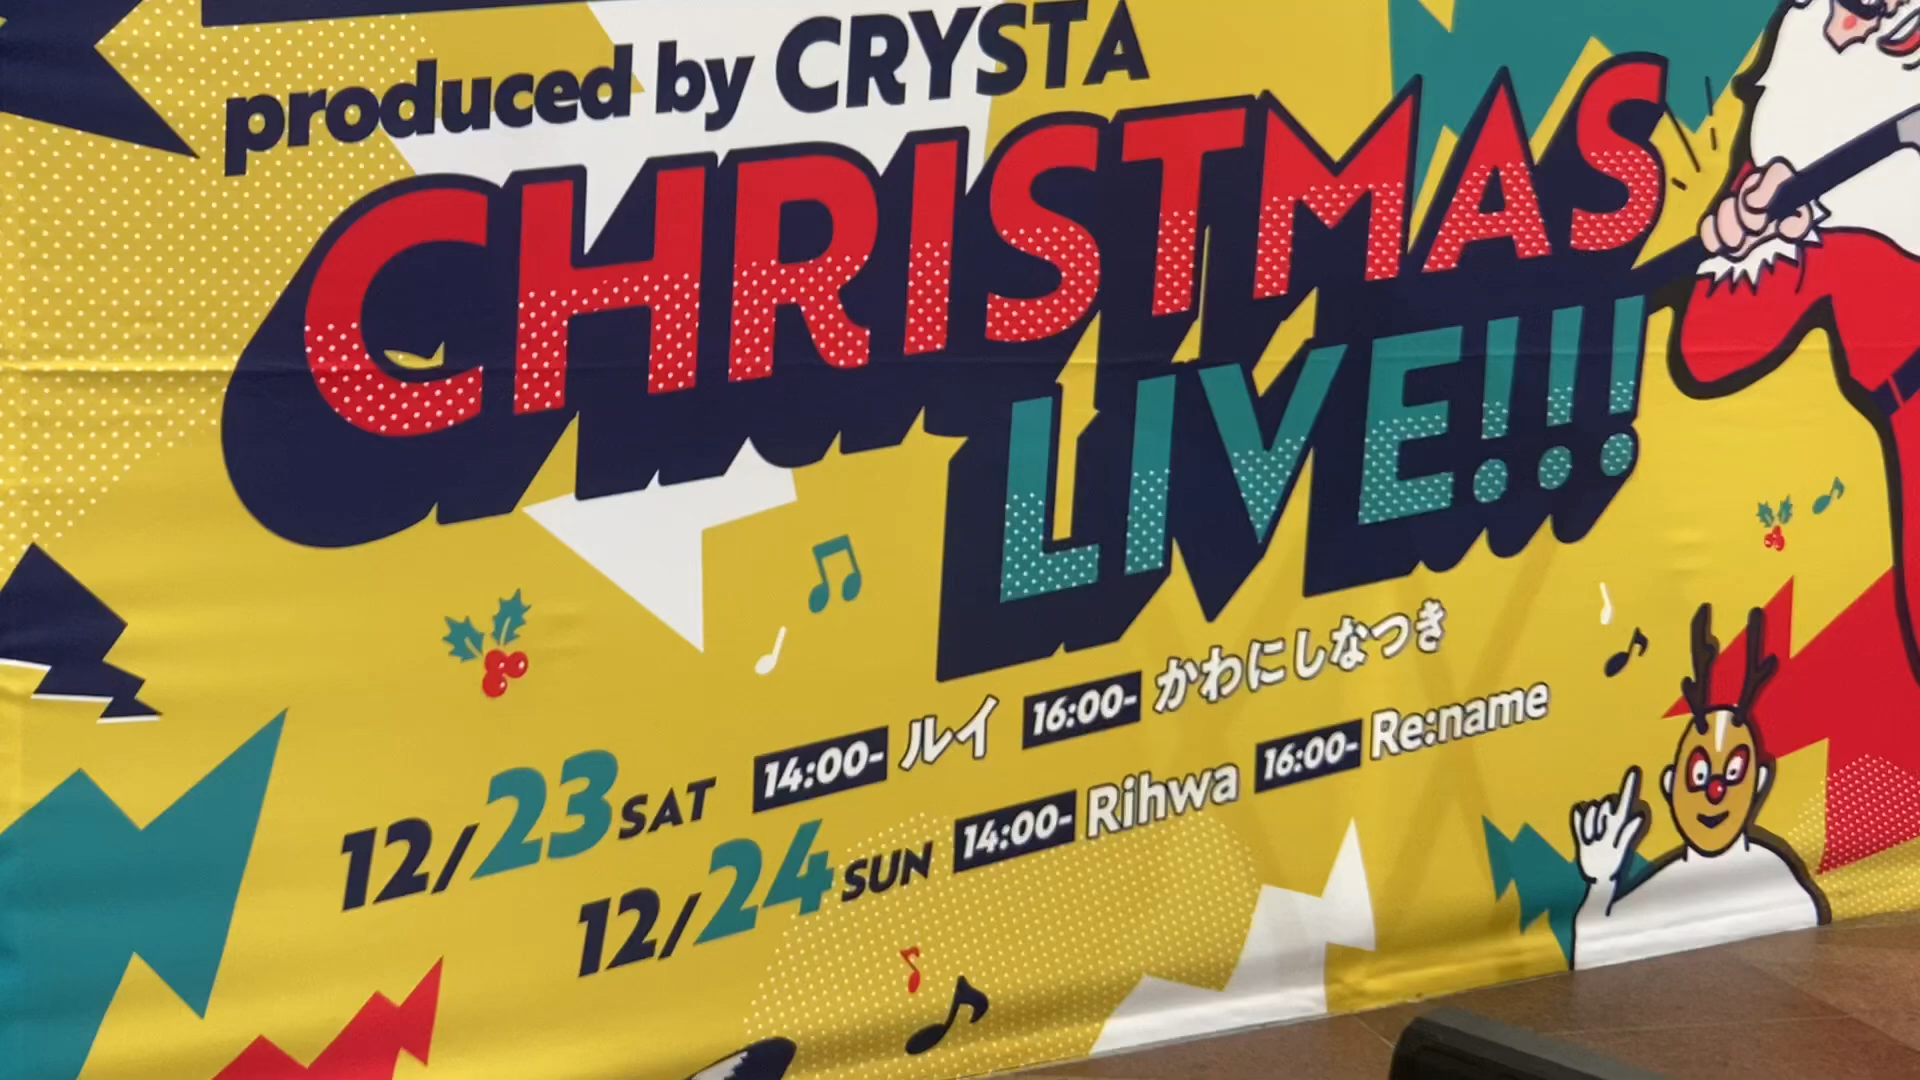 produced by CRYSTA
CHRISTMAS
LIVE!!!
12/23 SAT 14:00- ルイ 16:00- かわにしなつき
12/24 SUN 14:00- Rihwa 16:00- Re:name